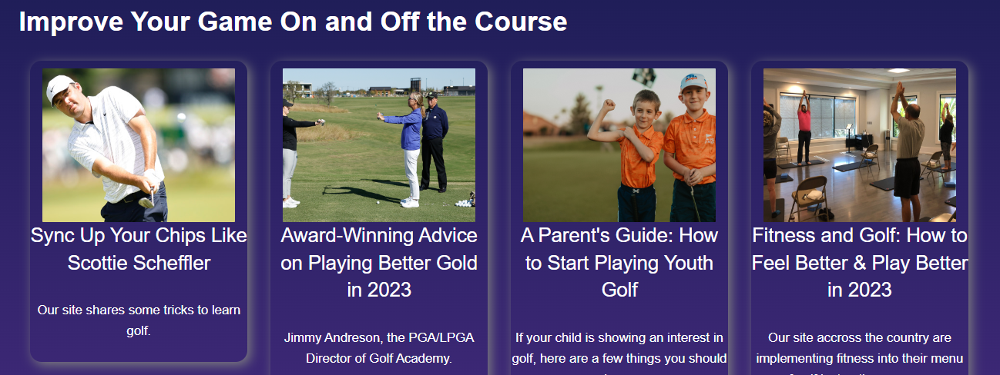 Improve Your Game On and Off the Course
Sync Up Your Chips Like
Scottie Scheffler
Our site shares some tricks to learn
golf.
Award-Winning Advice
on Playing Better Gold
in 2023
Jimmy Andreson, the PGA/LPGA
Director of Golf Academy.
A Parent's Guide: How
to Start Playing Youth
Golf
If your child is showing an interest in
golf, here are a few things you should
Fitness and Golf: How to
Feel Better & Play Better
in 2023
Our site accross the country are
implementing fitness into their menu